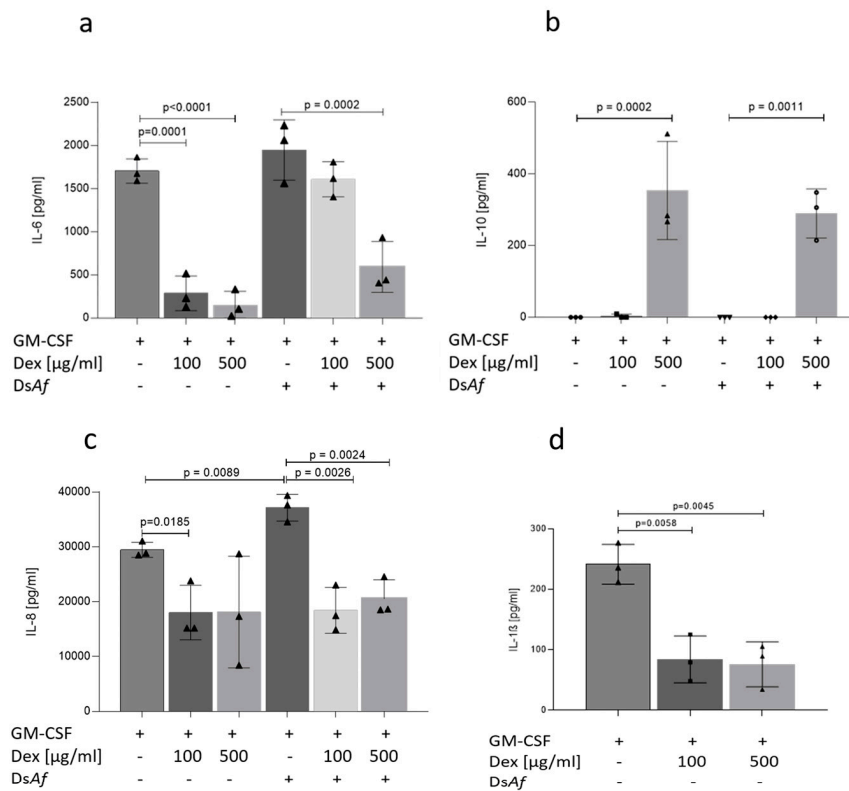 a
p<0.0001
p=0.0001
p = 0.0002
2500
2000
1500
1000
500
0
IL-6 [pg/ml]
GM-CSF + + + + + +
Dex [µg/ml] - 100 500 - 100 500
DsAf - - - + + +
b
p = 0.0002
p = 0.0011
600
400
200
0
IL-10 [pg/ml]
GM-CSF + + + + + +
Dex [µg/ml] - 100 500 - 100 500
DsAf - - - + + +
c
p = 0.0024
p = 0.0089
p = 0.0026
p=0.0185
40000
30000
20000
10000
0
IL-8 [pg/ml]
GM-CSF + + + + + +
Dex [µg/ml] - 100 500 - 100 500
DsAf - - - + + +
d
p=0.0045
p=0.0058
300
200
100
0
IL-1ß [pg/ml]
GM-CSF + + +
Dex [µg/ml] - 100 500
DsAf - - -